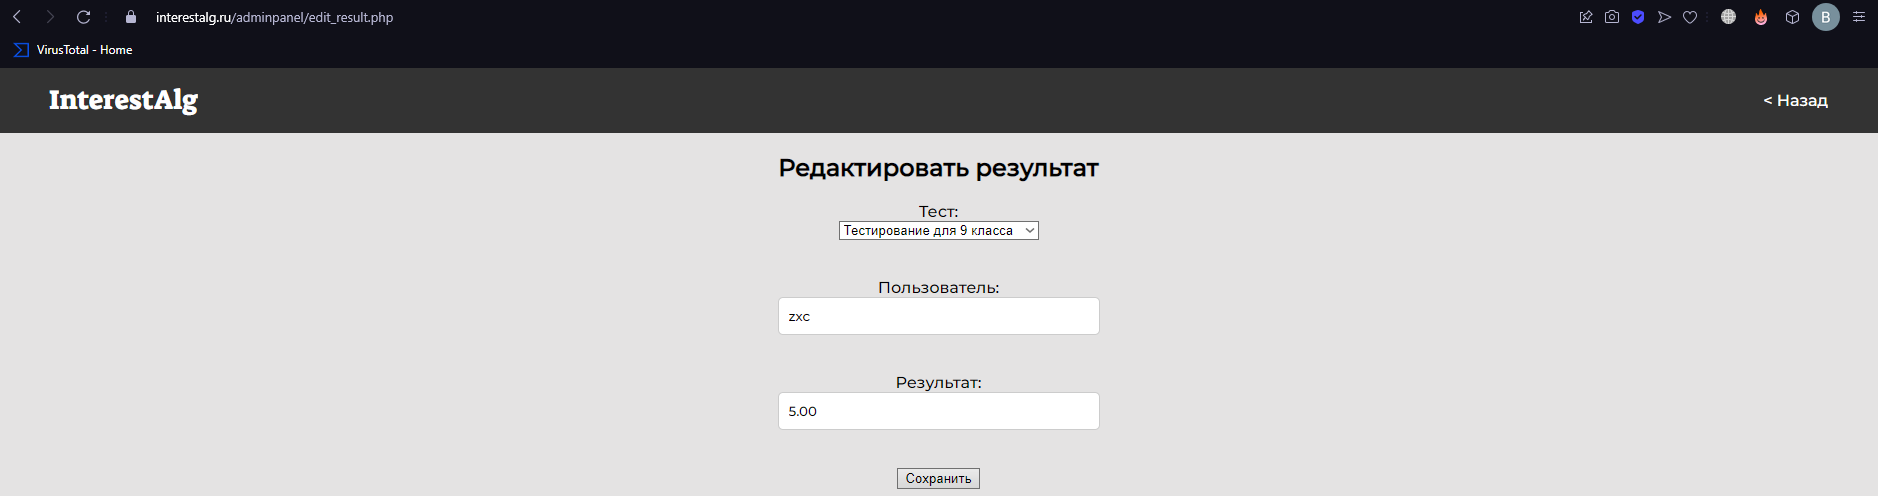 interestalg.ru/adminpanel/edit_result.php
B
VirusTotal - Home
InterestAlg
< Назад
Редактировать результат
Тест:
Тестирование для 9 класса
Пользователь:
zxc
Результат:
5.00
Сохранить